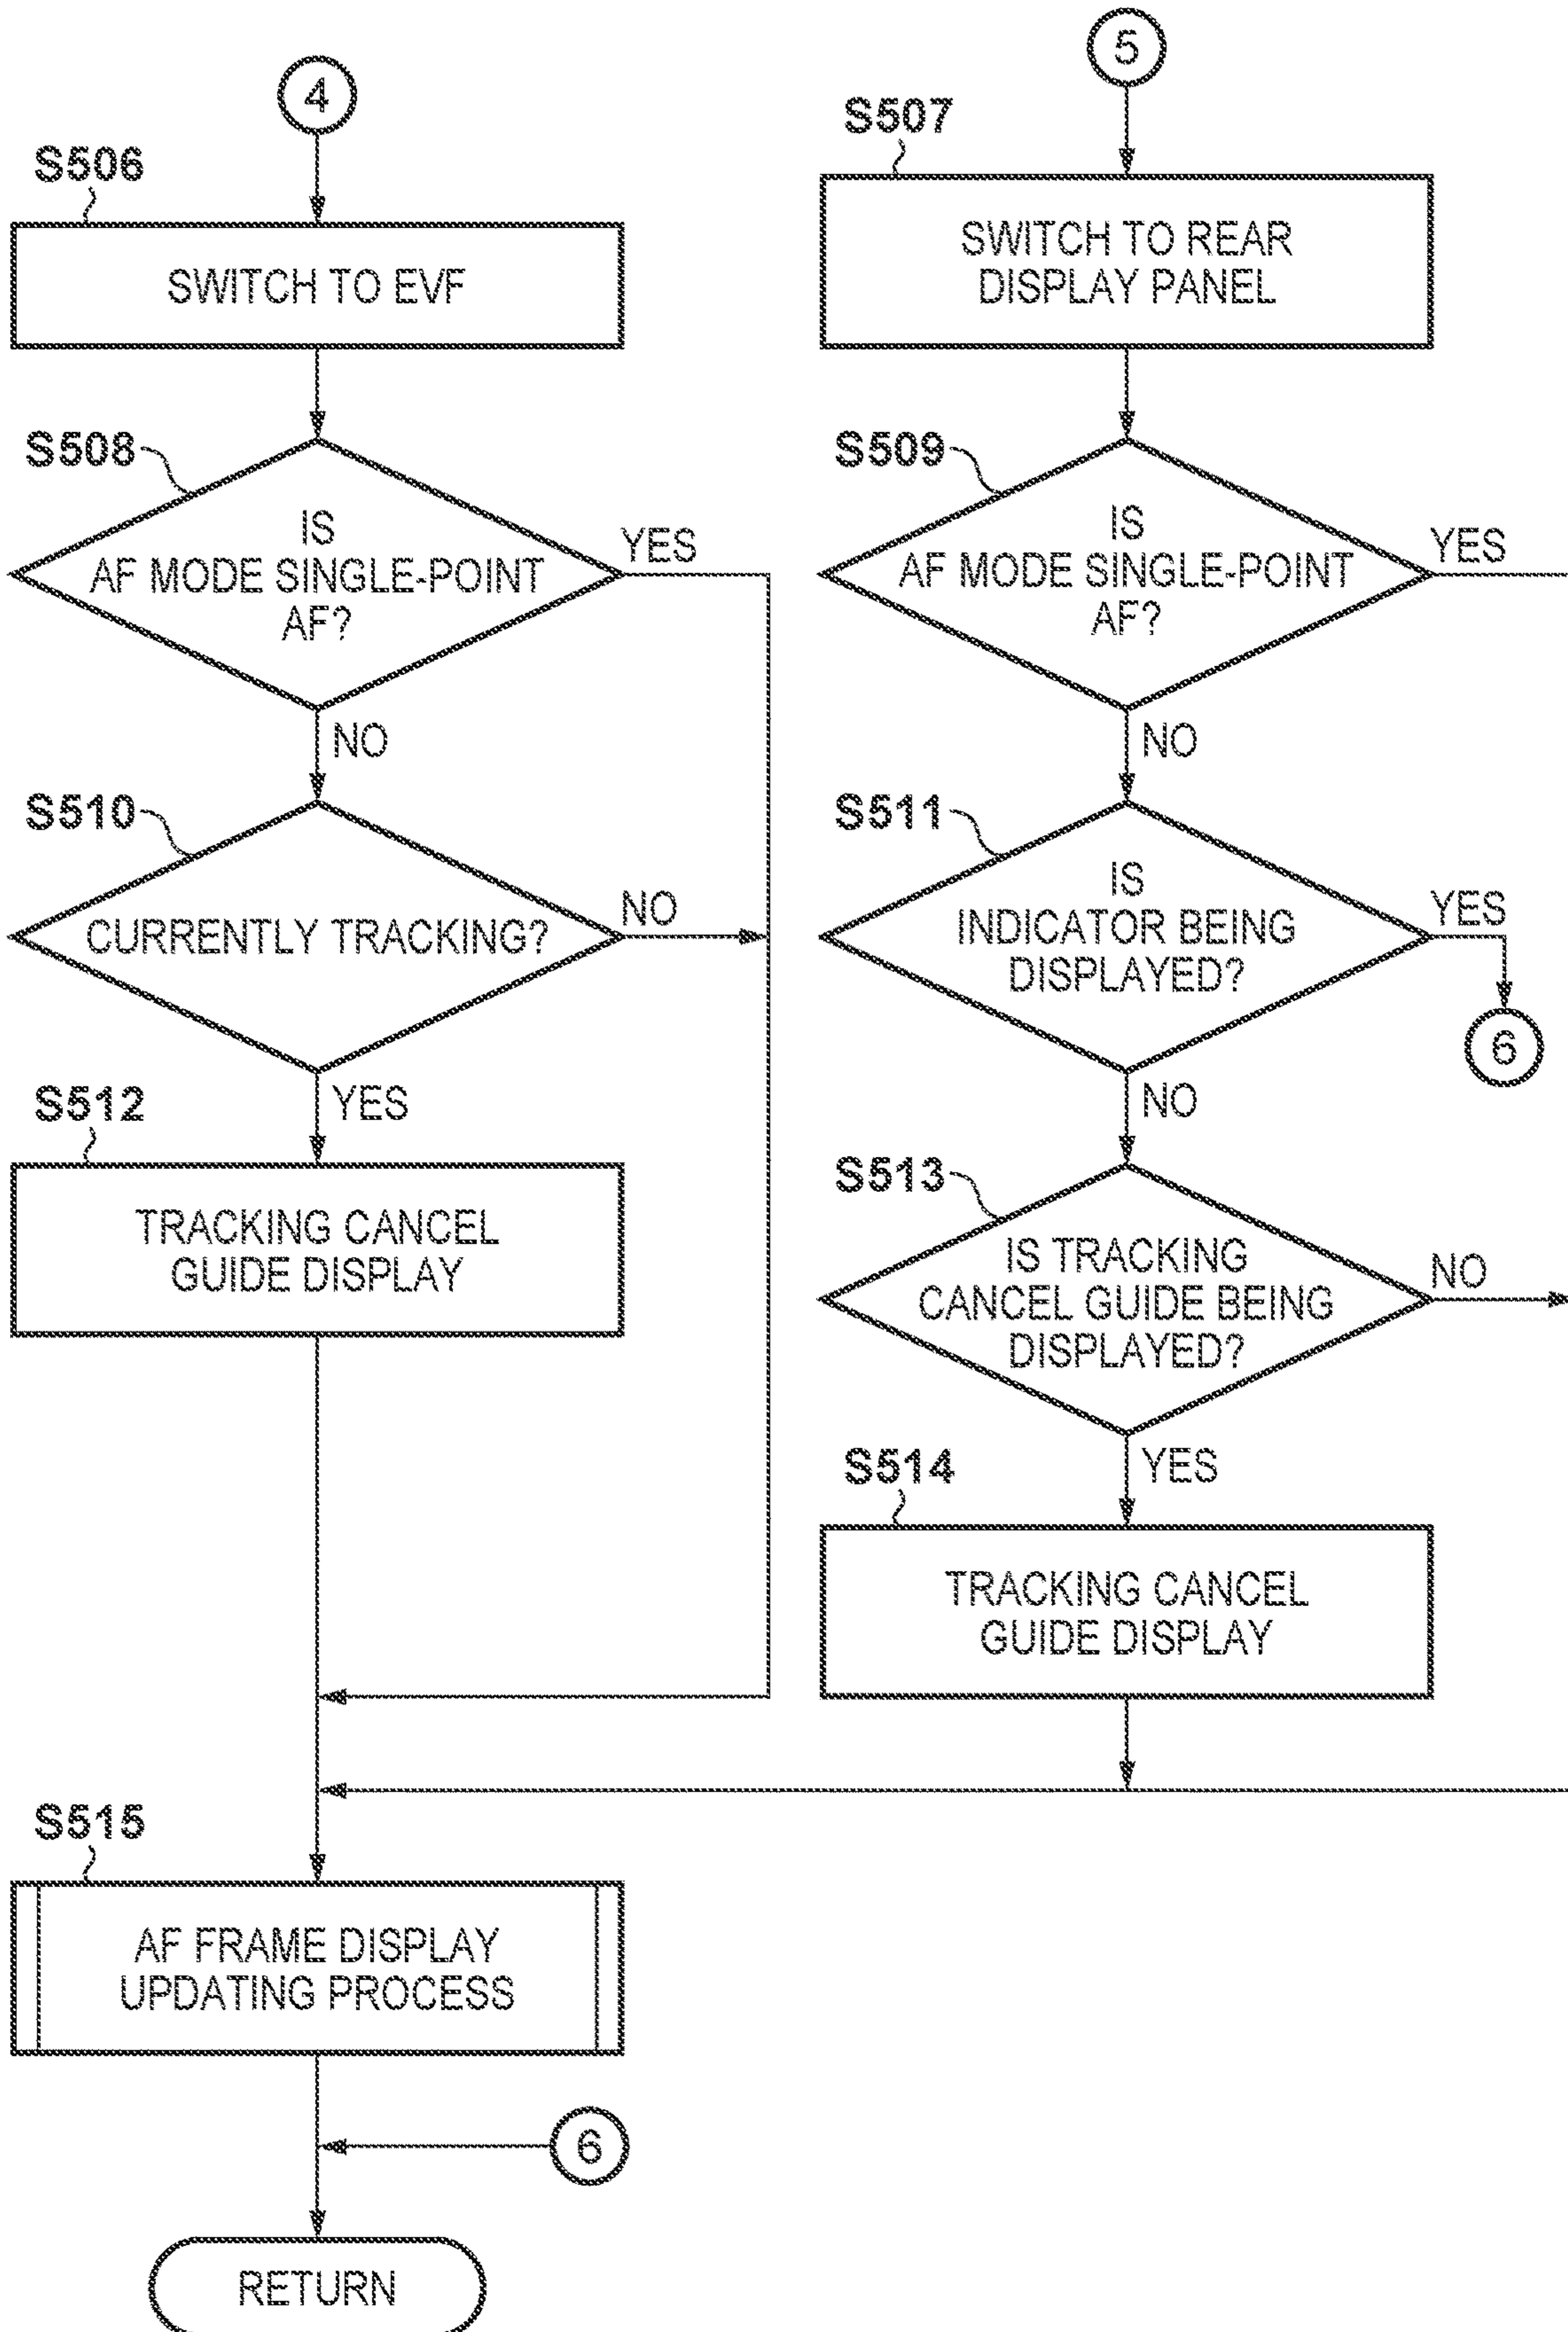 4
S506
SWITCH TO EVF
S508
IS
AF MODE SINGLE-POINT
AF?
YES
NO
S510
CURRENTLY TRACKING?
NO
YES
S512
TRACKING CANCEL
GUIDE DISPLAY
5
S507
SWITCH TO REAR
DISPLAY PANEL
S509
IS
AF MODE SINGLE-POINT
AF?
YES
NO
S511
IS
INDICATOR BEING
DISPLAYED?
YES
6
NO
S513
IS TRACKING
CANCEL GUIDE BEING
DISPLAYED?
NO
YES
S514
TRACKING CANCEL
GUIDE DISPLAY
S515
AF FRAME DISPLAY
UPDATING PROCESS
6
RETURN